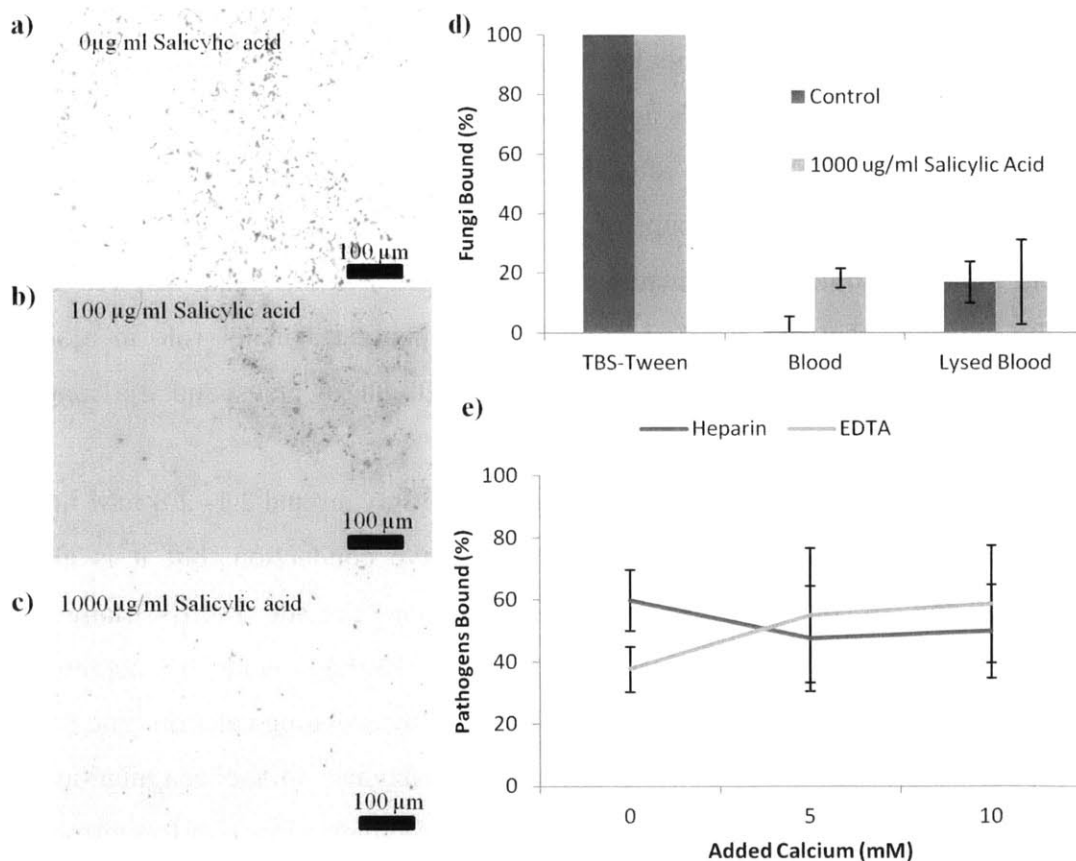 a)
0µg/ml Salicylic acid
100 µm
b)
100 µg/ml Salicylic acid
100 µm
c)
1000 µg/ml Salicylic acid
100 µm
d)
100
80
60
40
20
0
Fungi Bound (%)
Control
1000 ug/ml Salicylic Acid
TBS-Tween
Blood
Lysed Blood
e)
Heparin
EDTA
100
80
60
40
20
0
Pathogens Bound (%)
0
5
10
Added Calcium (mM)